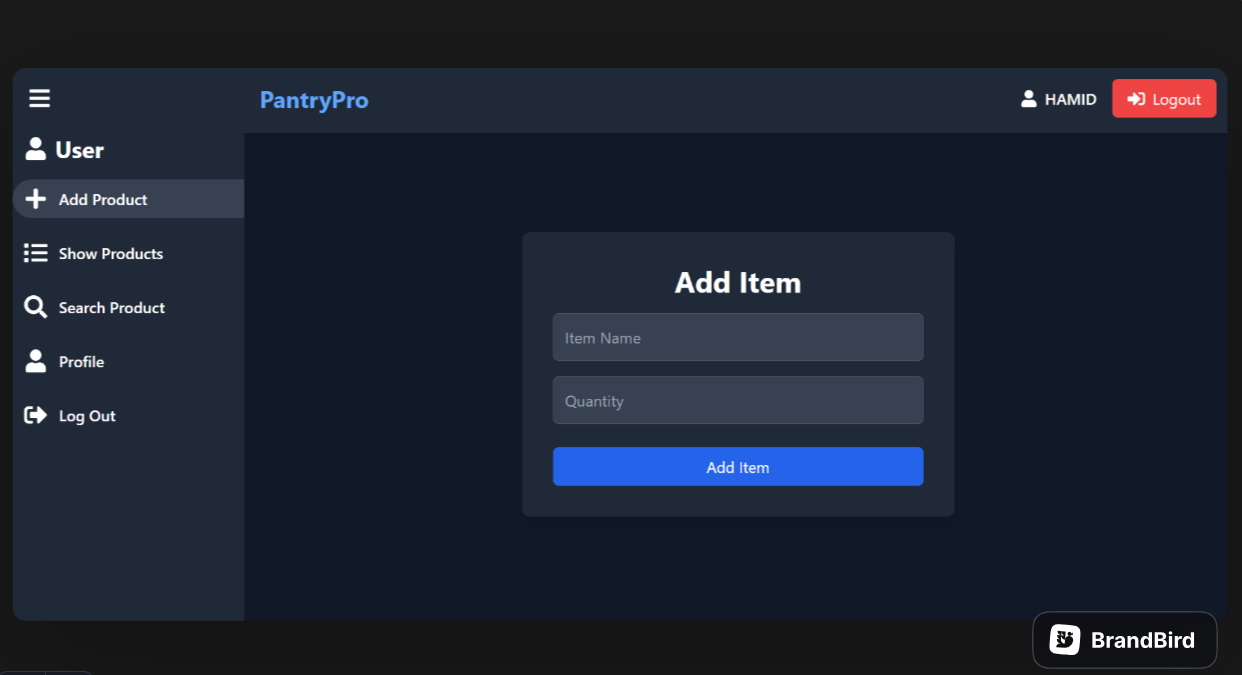 PantryPro
HAMID
Logout
User
Add Product
Show Products
Search Product
Profile
Log Out
Add Item
Item Name
Quantity
Add Item
BrandBird